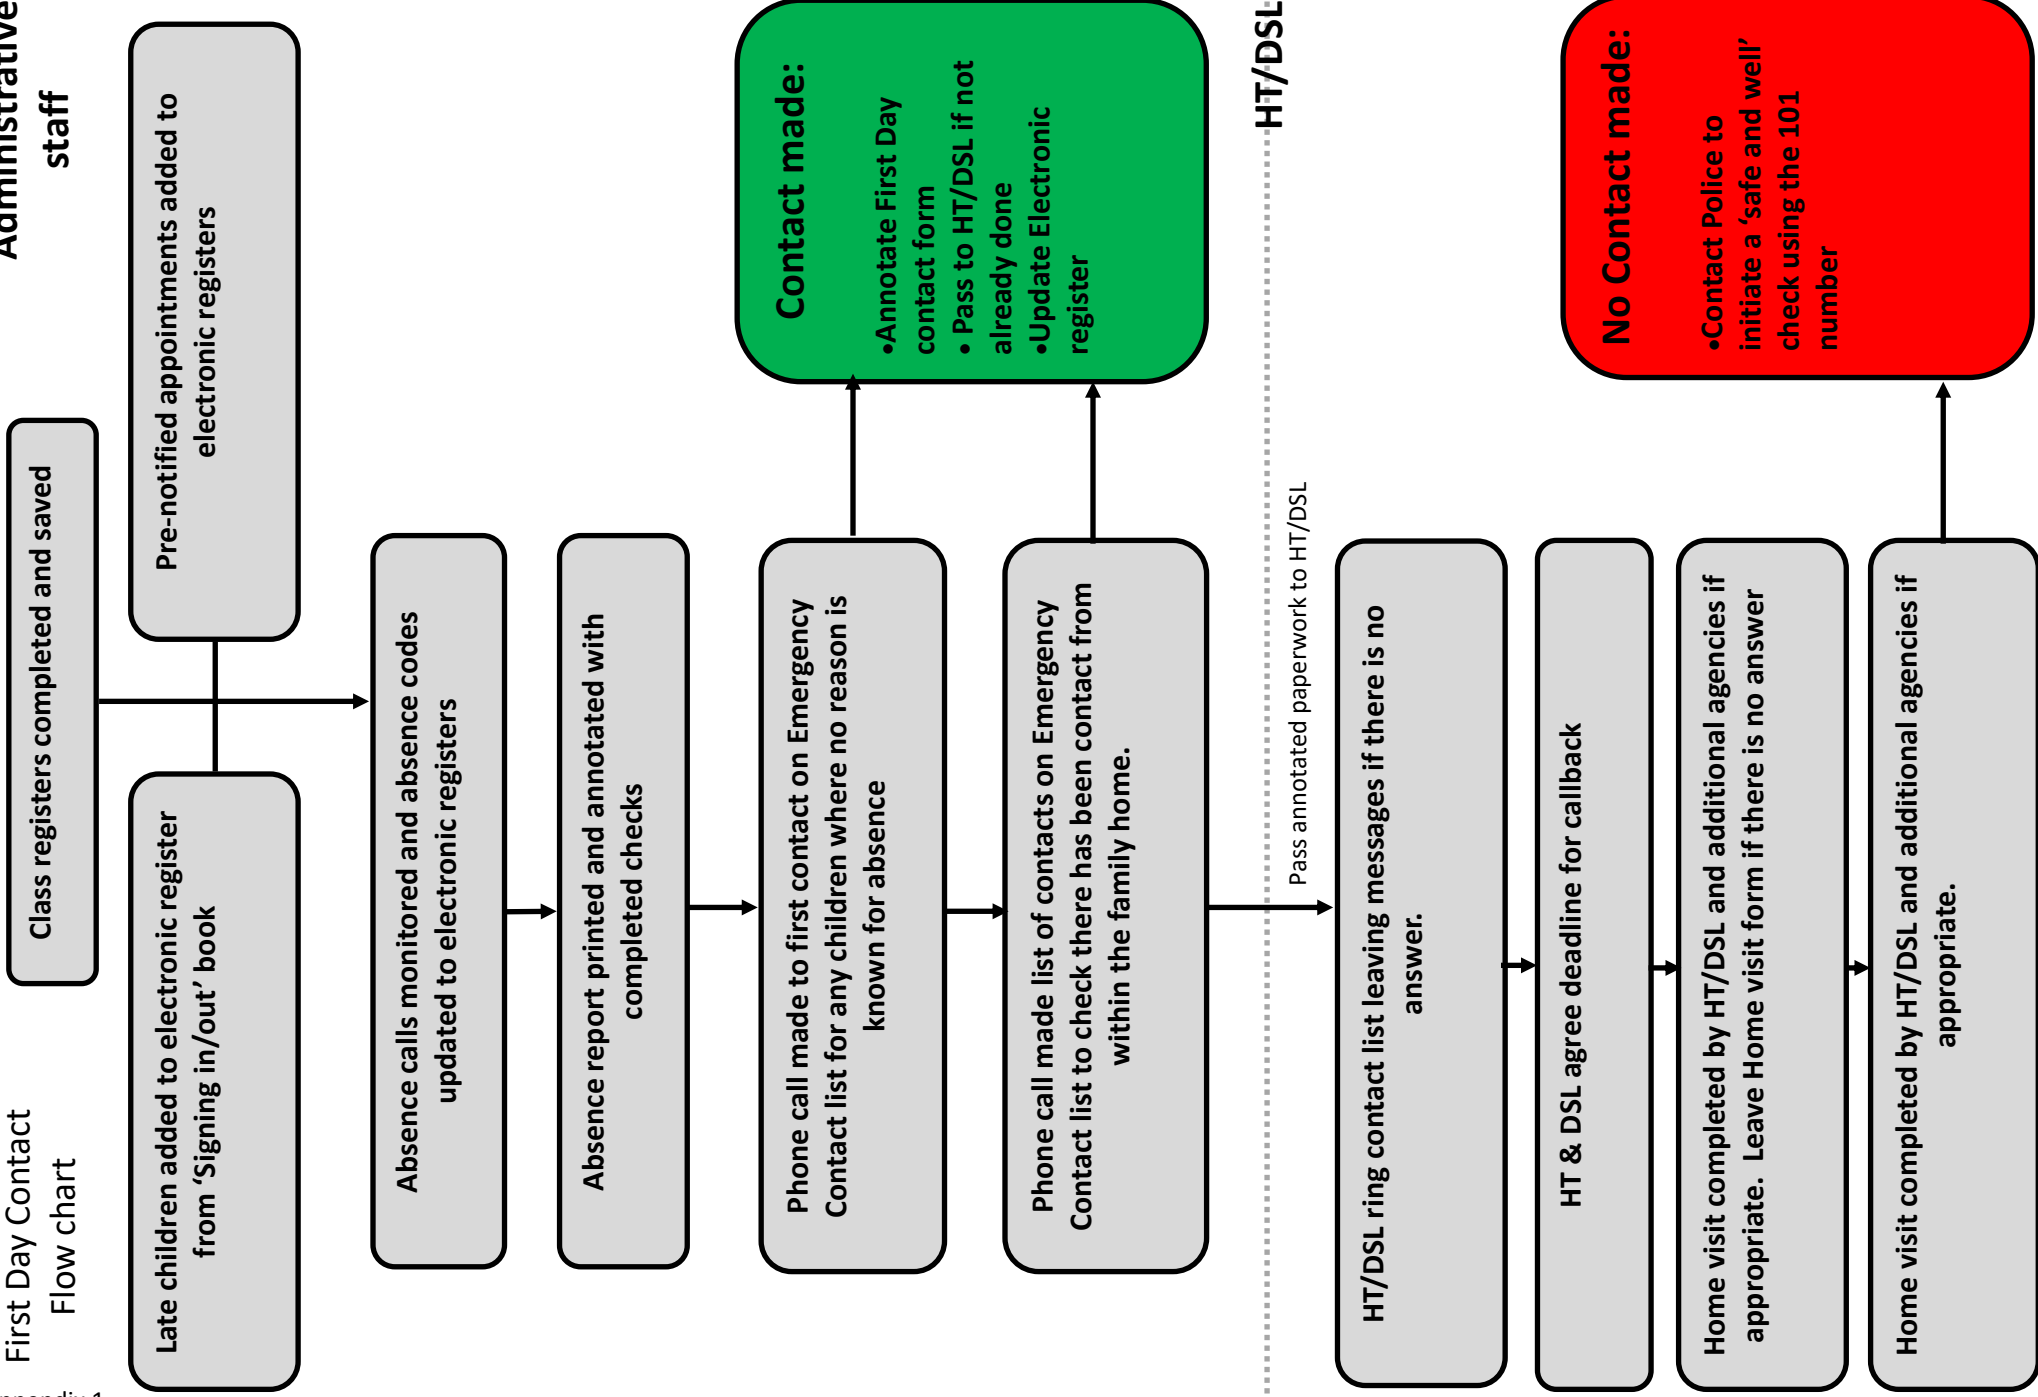 First Day Contact
Flow chart
Administrative
staff
Class registers completed and saved
Late children added to electronic register
from ‘Signing in/out’ book
Pre-notified appointments added to
electronic registers
Absence calls monitored and absence codes
updated to electronic registers
Absence report printed and annotated with
completed checks
Phone call made to first contact on Emergency
Contact list for any children where no reason is
known for absence
Phone call made list of contacts on Emergency
Contact list to check there has been contact from
within the family home.
Contact made:
•Annotate First Day
contact form
• Pass to HT/DSL if not
already done
•Update Electronic
register
HT/DSL
Pass annotated paperwork to HT/DSL
HT/DSL ring contact list leaving messages if there is no
answer.
HT & DSL agree deadline for callback
Home visit completed by HT/DSL and additional agencies if
appropriate.  Leave Home visit form if there is no answer
Home visit completed by HT/DSL and additional agencies if
appropriate.
No Contact made:
•Contact Police to
initiate a ‘safe and well’
check using the 101
number